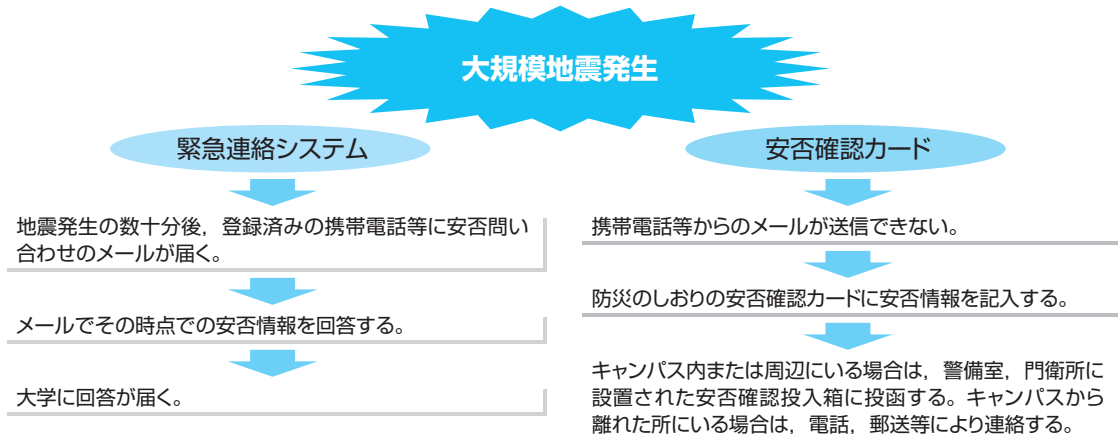 大規模地震発生
緊急連絡システム
地震発生の数十分後，登録済みの携帯電話等に安否問い
合わせのメールが届く。
メールでその時点での安否情報を回答する。
大学に回答が届く。
安否確認カード
携帯電話等からのメールが送信できない。
防災のしおりの安否確認カードに安否情報を記入する。
キャンパス内または周辺にいる場合は，警備室，門衛所に
設置された安否確認投入箱に投函する。キャンパスから
離れた所にいる場合は，電話，郵送等により連絡する。